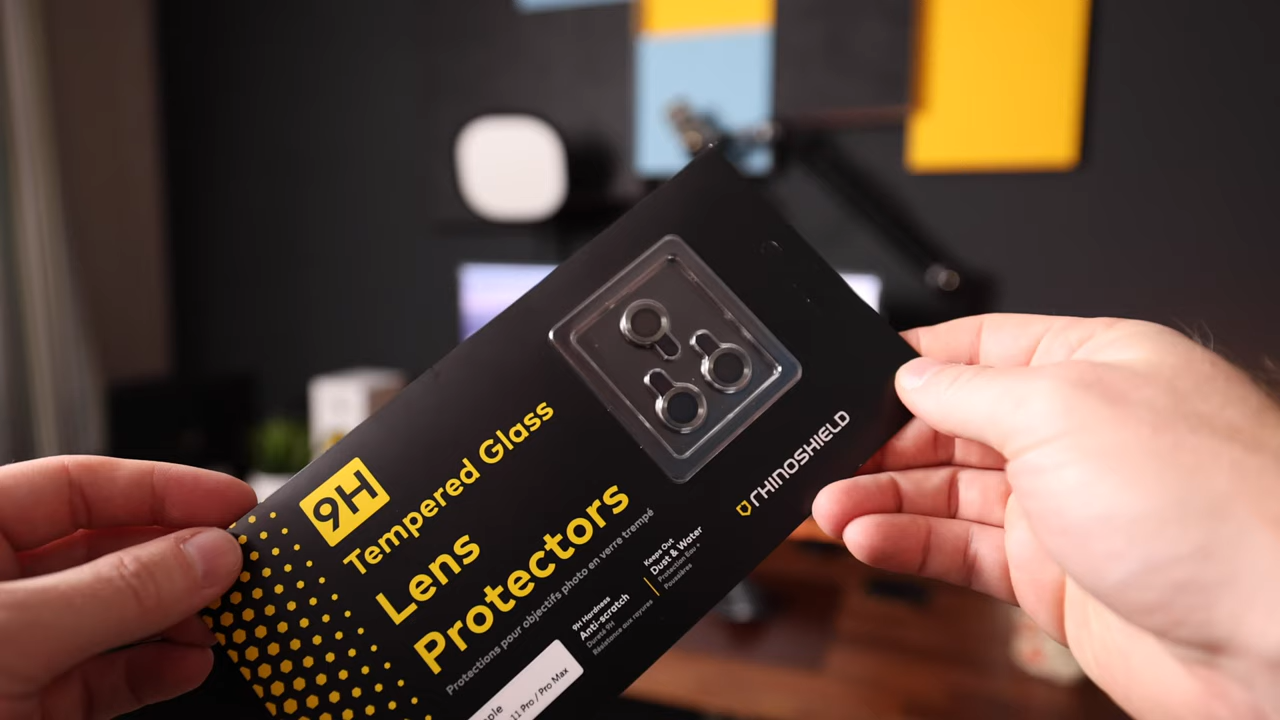 9H
Tempered Glass
Lens
Protectors
Protections pour objectifs photo en verre trempé
9H Hardness
Anti-scratch
Dureté 9H
Résistance aux rayures
Keeps Out
Dust & Water
Protection Eau +
Poussières
RHINOSHIELD
11 Pro / Pro Max